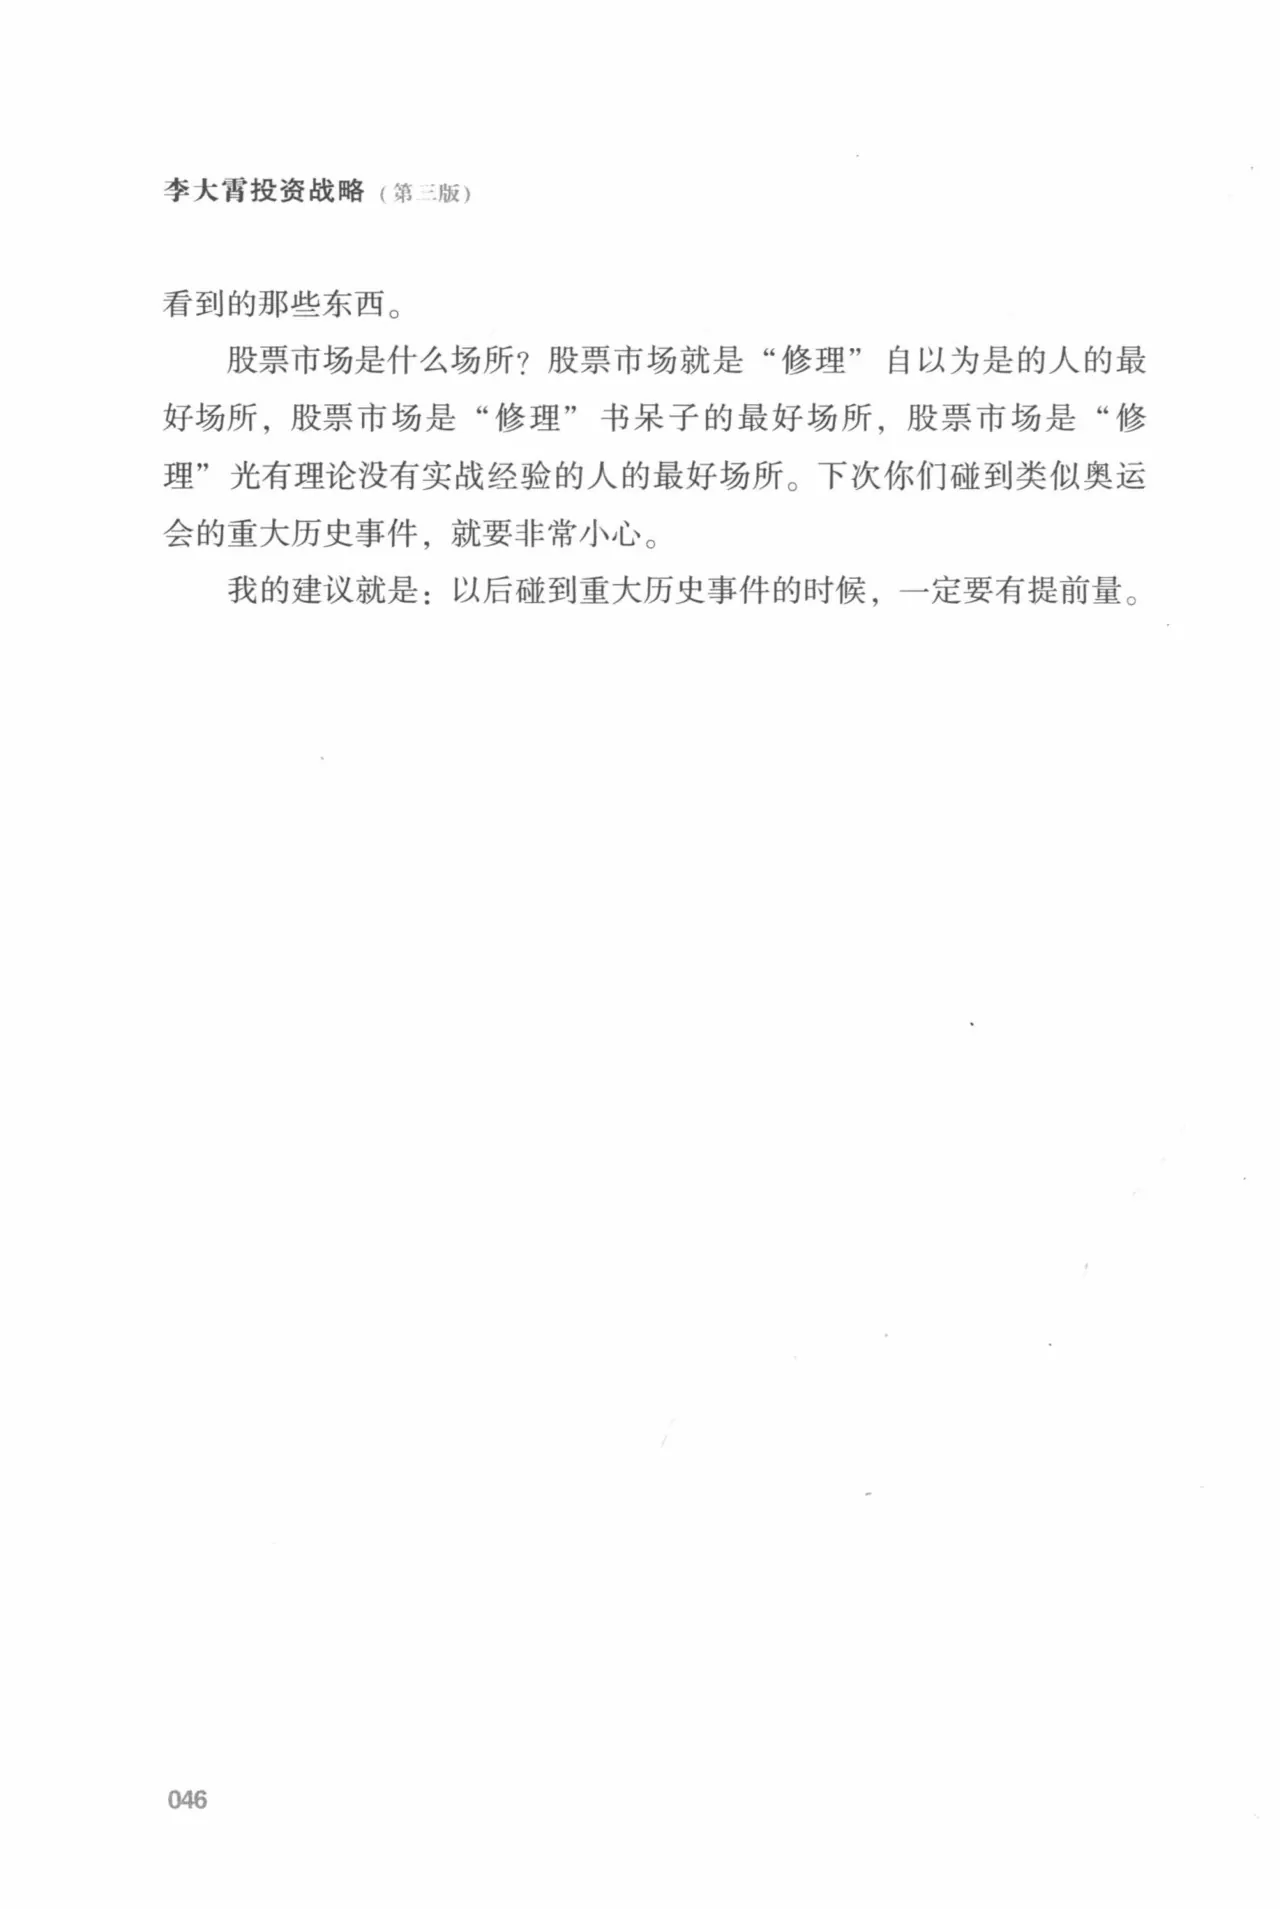 李大霄投资战略（第三版）
看到的那些东西。
股票市场是什么场所？股票市场就是“修理”自以为是的人的最
好场所，股票市场是“修理”书呆子的最好场所，股票市场是“修
理”光有理论没有实战经验的人的最好场所。下次你们碰到类似奥运
会的重大历史事件，就要非常小心。
我的建议就是：以后碰到重大历史事件的时候，一定要有提前量。
046